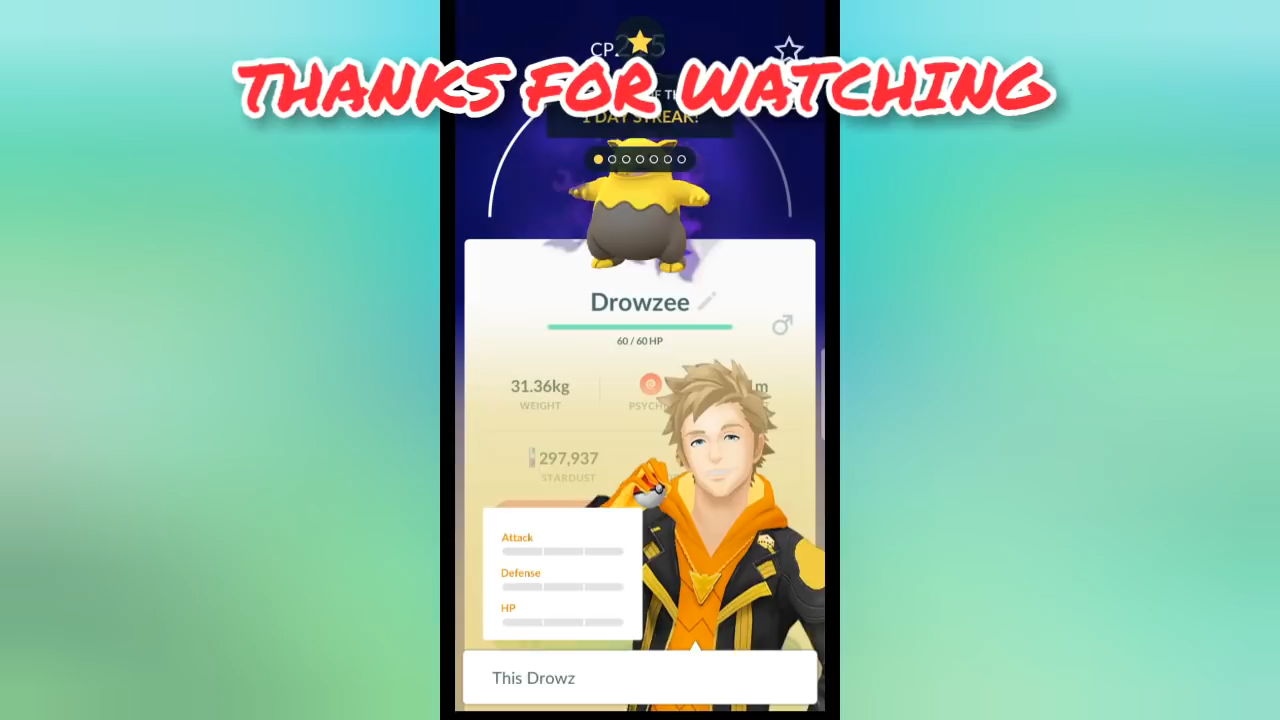 CP
THANKS FOR WATCHING
1 DAY STREAK!
Drowzee
60 / 60 HP
31.36kg
m
WEIGHT
297,937
STARDUST
Attack
Defense
HP
This Drowz